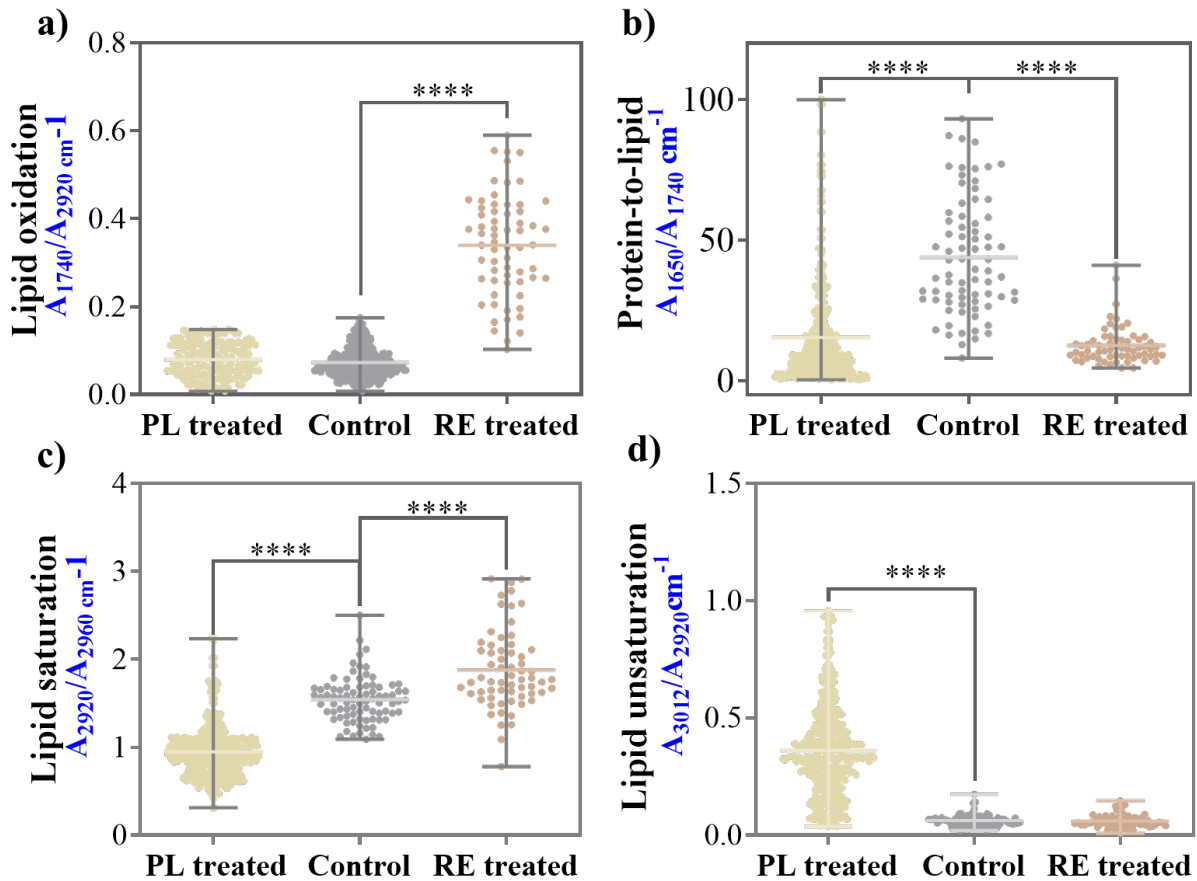 a)
Lipid oxidation
A1740/A2920 cm-1
0.8
0.6
0.4
0.2
0.0
****
PL treated Control RE treated
b)
Protein-to-lipid
A1650/A1740 cm-1
100
50
0
**** ****
PL treated Control RE treated
c)
Lipid saturation
A2920/A2960 cm-1
4
3
2
1
0
**** ****
PL treated Control RE treated
d)
Lipid unsaturation
A3012/A2920cm-1
1.5
1.0
0.5
0.0
****
PL treated Control RE treated